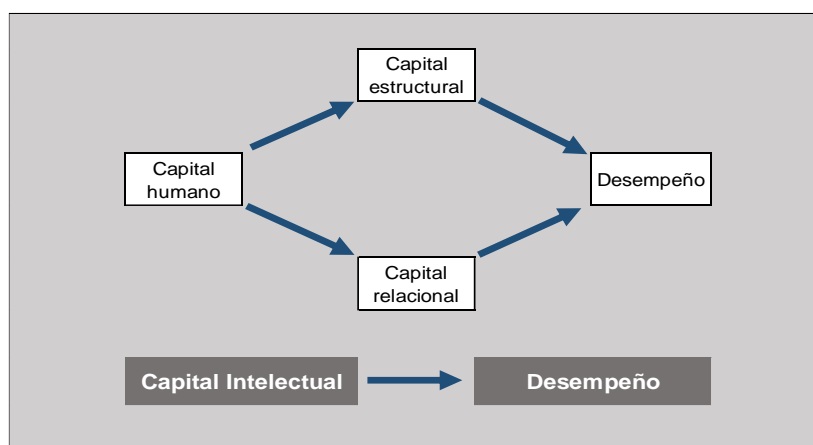 Capital
estructural
Capital
humano
Desempeño
Capital
relacional
Capital Intelectual
Desempeño